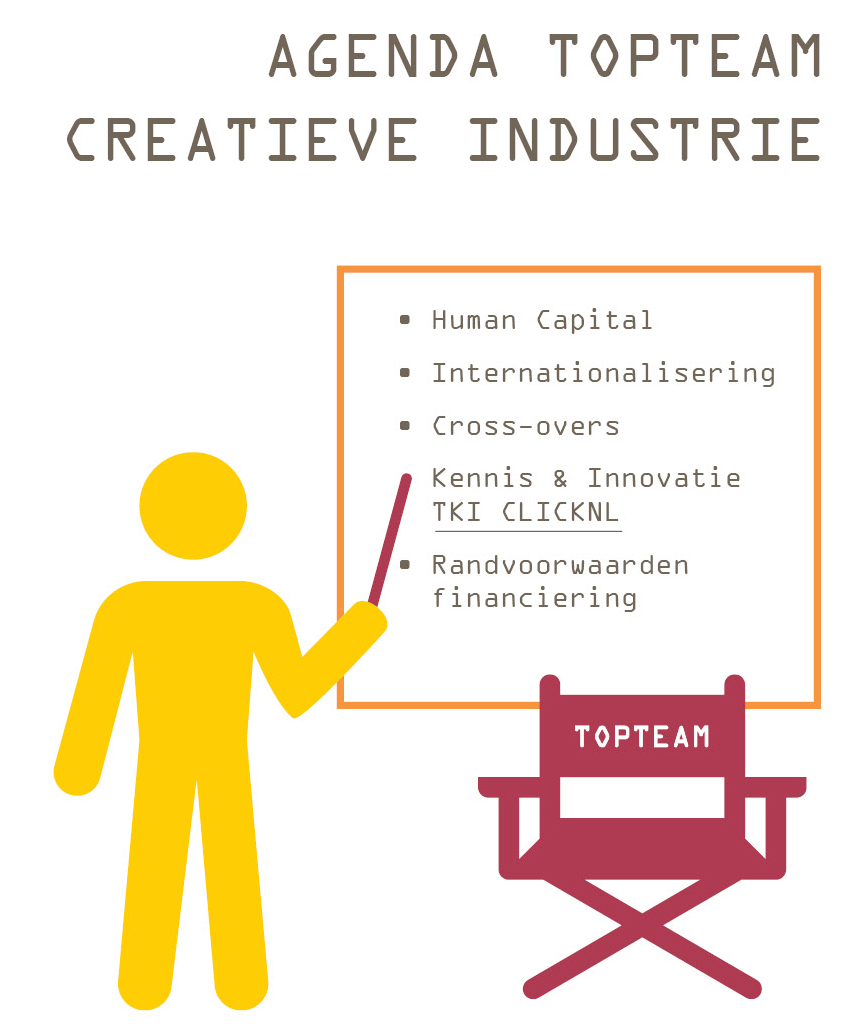 AGENDA TOPTEAM
CREATIEVE INDUSTRIE
▪ Human Capital
▪ Internationalisering
▪ Cross-overs
Kennis & Innovatie
TKI CLICKNL
▪ Randvoorwaarden
financiering
TOPTEAM